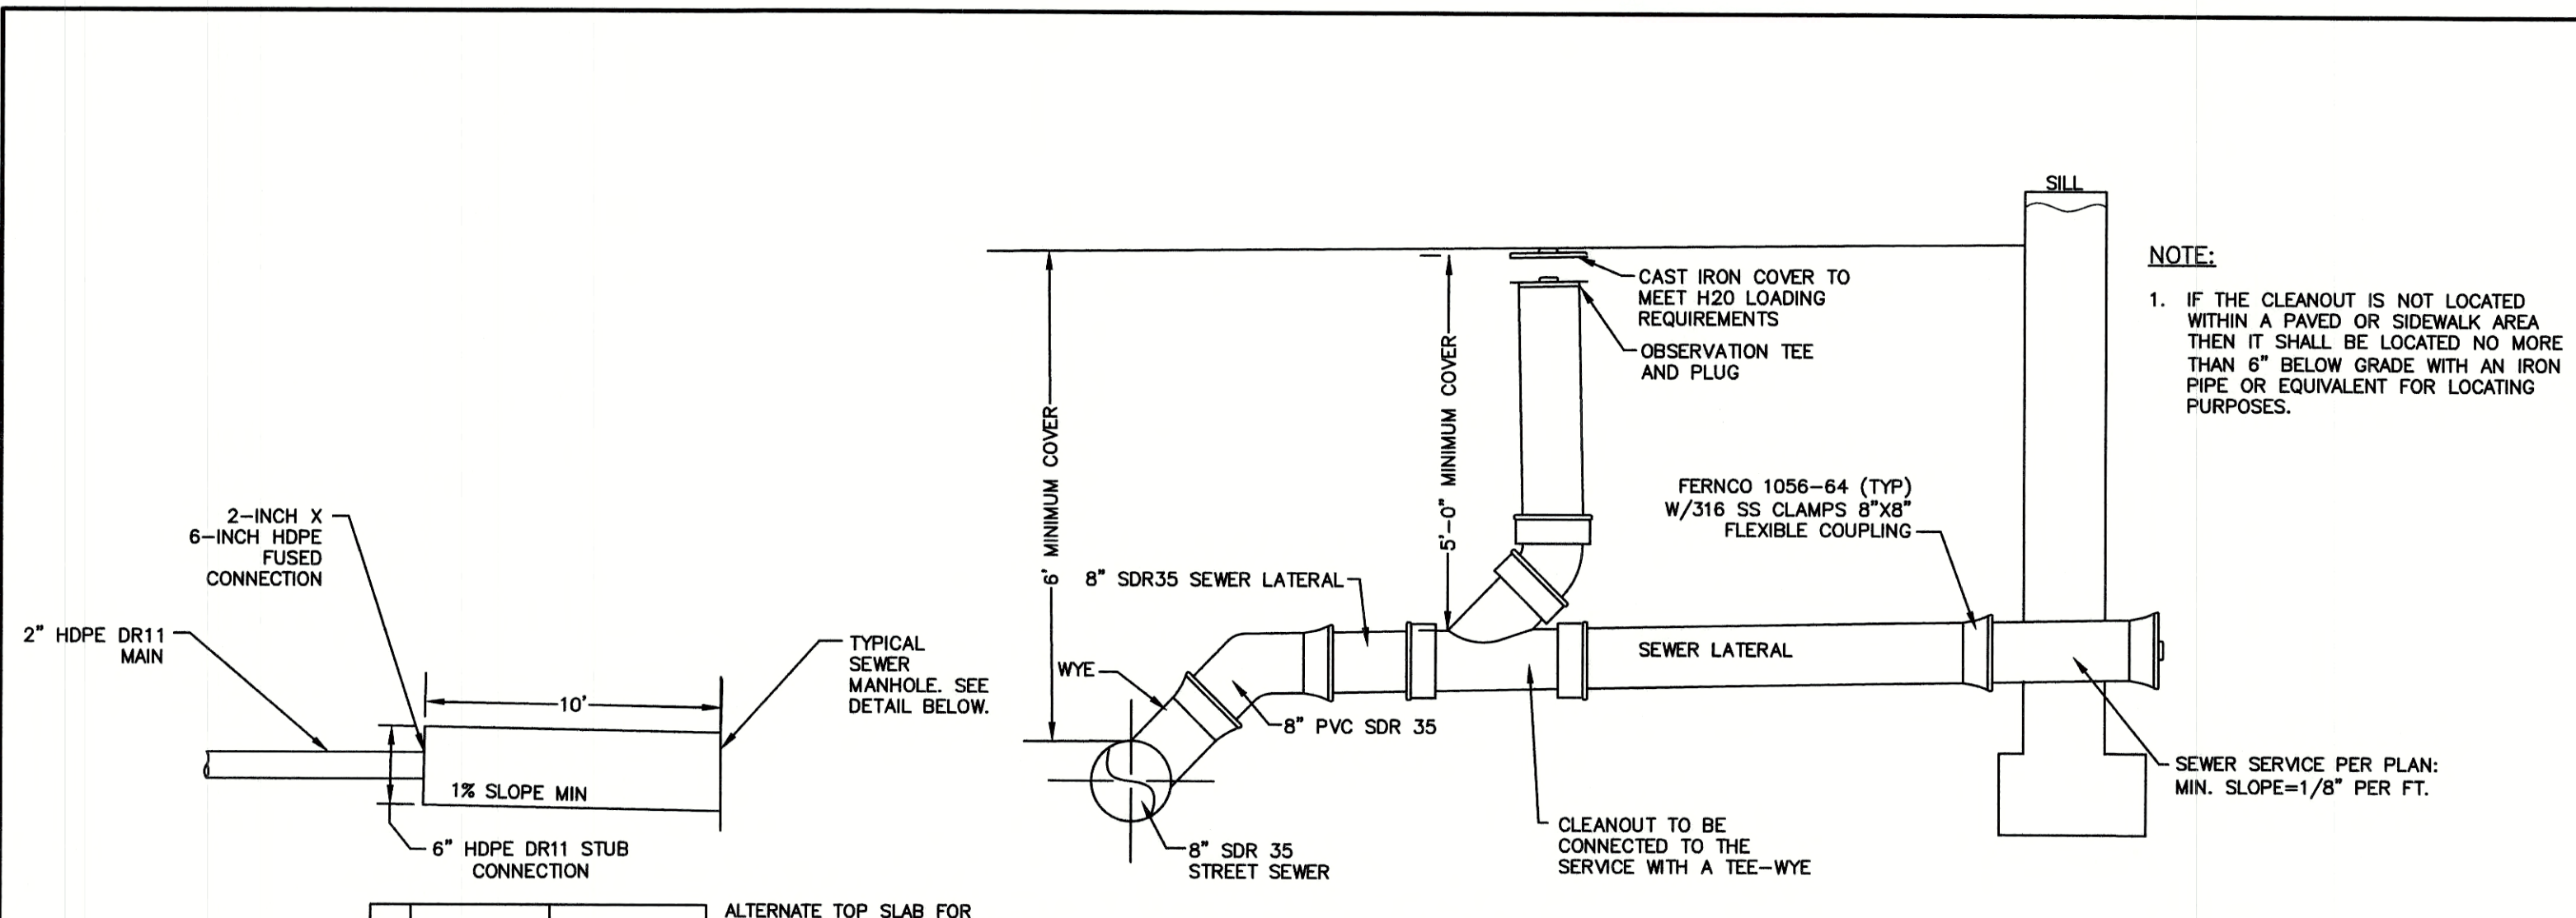 2-INCH X
6-INCH HDPE
FUSED
CONNECTION
2" HDPE DR11
MAIN
10'
1% SLOPE MIN
6" HDPE DR11 STUB
CONNECTION
TYPICAL
SEWER
MANHOLE. SEE
DETAIL BELOW.
ALTERNATE TOP SLAB FOR
6' MINIMUM COVER
5'-0" MINIMUM COVER
CAST IRON COVER TO
MEET H20 LOADING
REQUIREMENTS
OBSERVATION TEE
AND PLUG
8" SDR35 SEWER LATERAL
WYE
8" PVC SDR 35
8" SDR 35
STREET SEWER
SEWER LATERAL
CLEANOUT TO BE
CONNECTED TO THE
SERVICE WITH A TEE-WYE
FERNCO 1056-64 (TYP)
W/316 SS CLAMPS 8"X8"
FLEXIBLE COUPLING
SILL
SEWER SERVICE PER PLAN:
MIN. SLOPE=1/8" PER FT.
NOTE:
1. IF THE CLEANOUT IS NOT LOCATED
WITHIN A PAVED OR SIDEWALK AREA
THEN IT SHALL BE LOCATED NO MORE
THAN 6" BELOW GRADE WITH AN IRON
PIPE OR EQUIVALENT FOR LOCATING
PURPOSES.